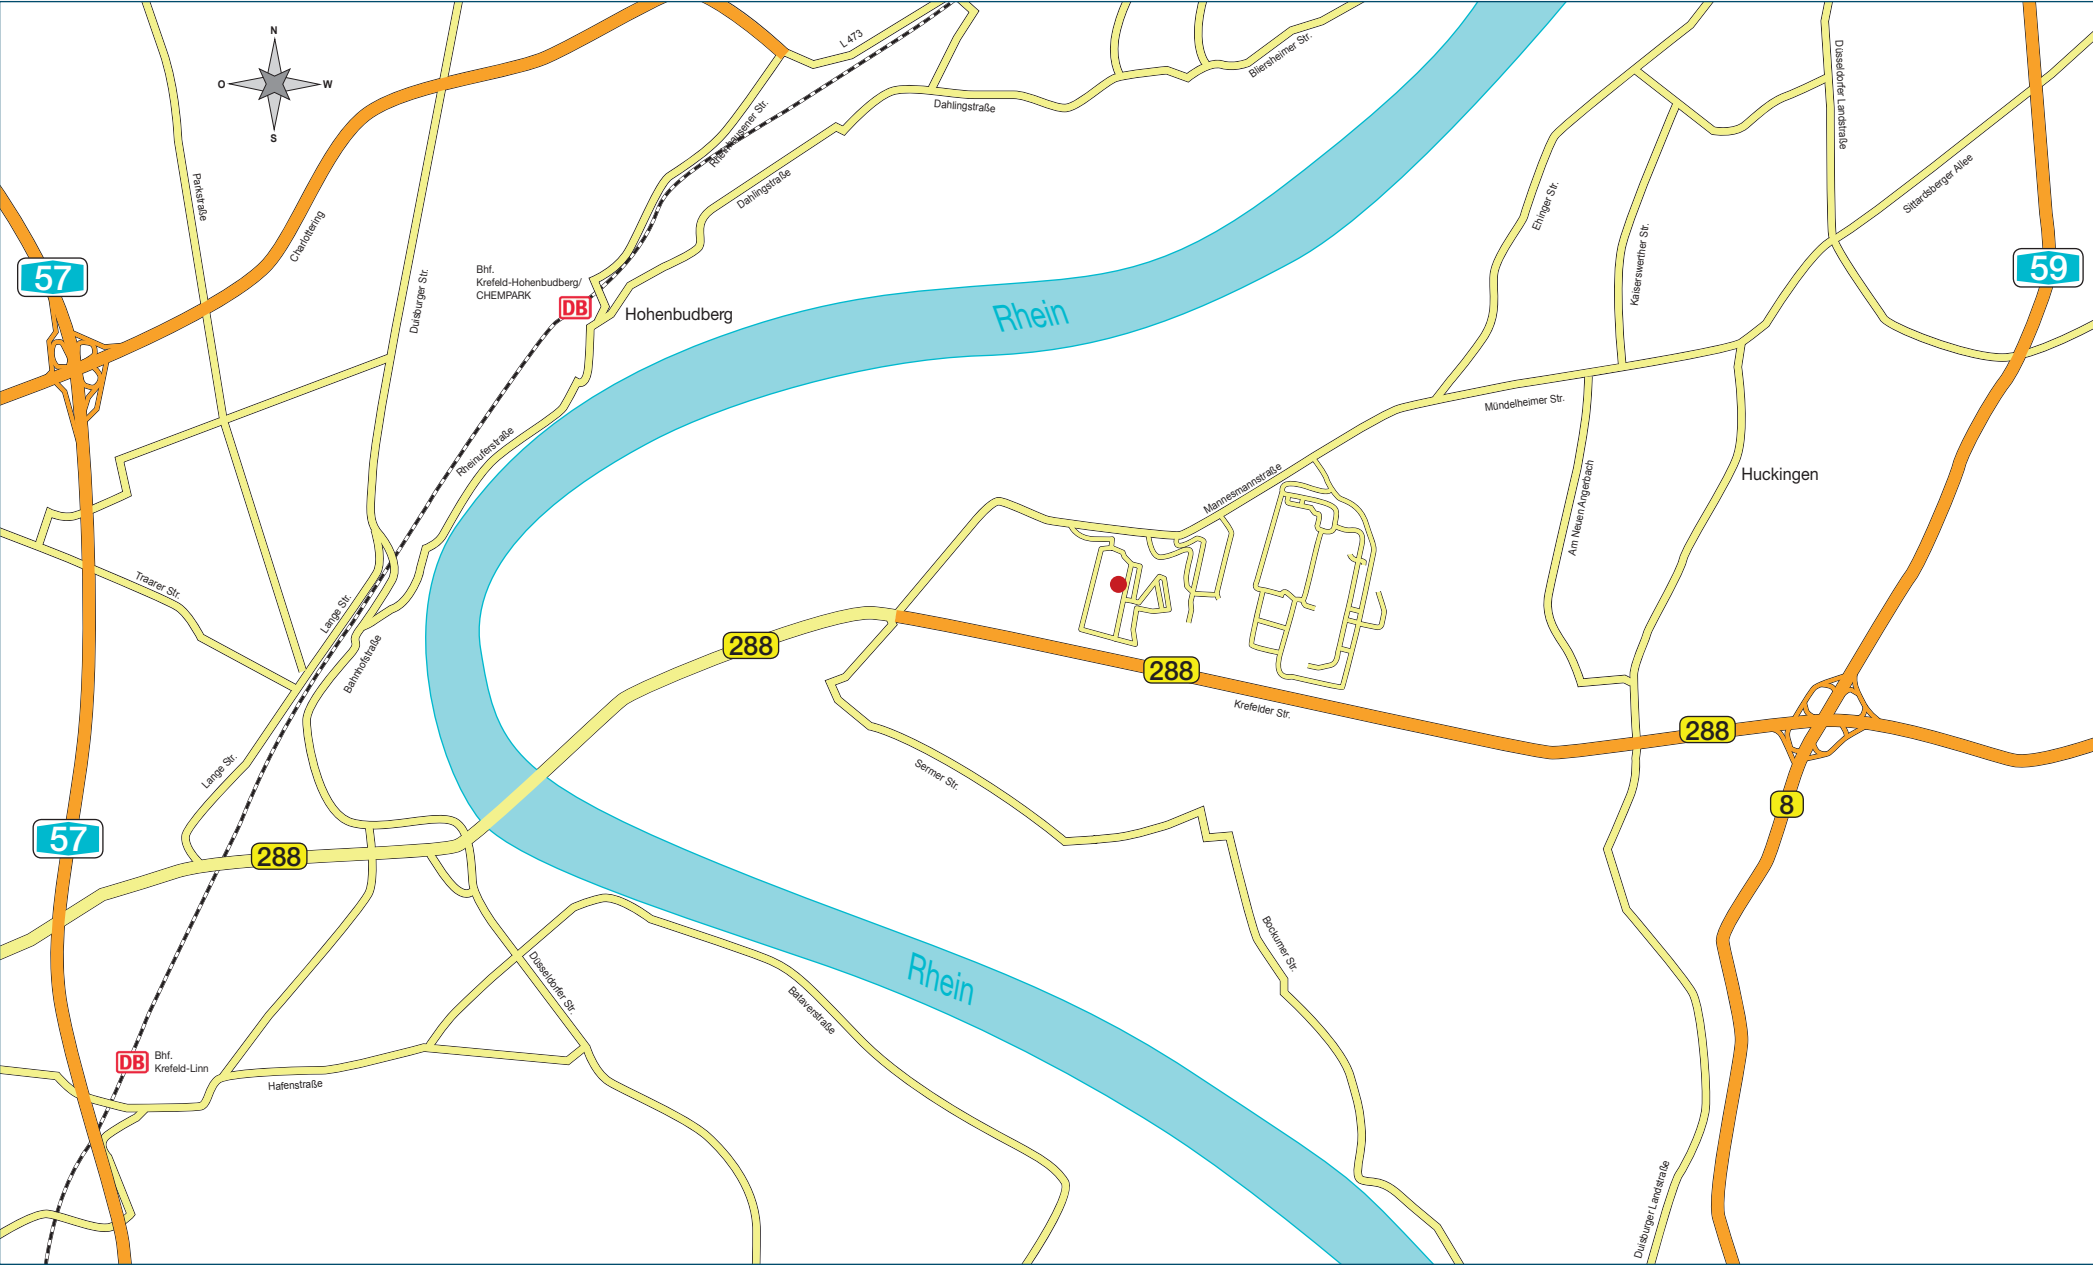 N
O
W
S
L 473
Bliersheimer Str.
Dahlingstraße
Düsseldorfer Landstraße
Rheinhausener Str.
Parkstraße
Dahlingstraße
Sittardsberger Allee
Ehinger Str.
Charlottering
Kaiserswerther Str.
57
59
Duisburger Str.
Bhf.
Krefeld-Hohenbudberg/
CHEMPARK
DB
Hohenbudberg
Rhein
Mündelheimer Str.
Rheinuferstraße
Mannesmannstraße
Huckingen
Am Neuen Angerbach
Traarer Str.
Lange Str.
Bahnhofstraße
288
288
Krefelder Str.
288
Lange Str.
Sermer Str.
8
57
288
Bockumer Str.
Rhein
Düsseldorfer Str.
Bataverstraße
DB
Bhf.
Krefeld-Linn
Hafenstraße
Duisburger Landstraße